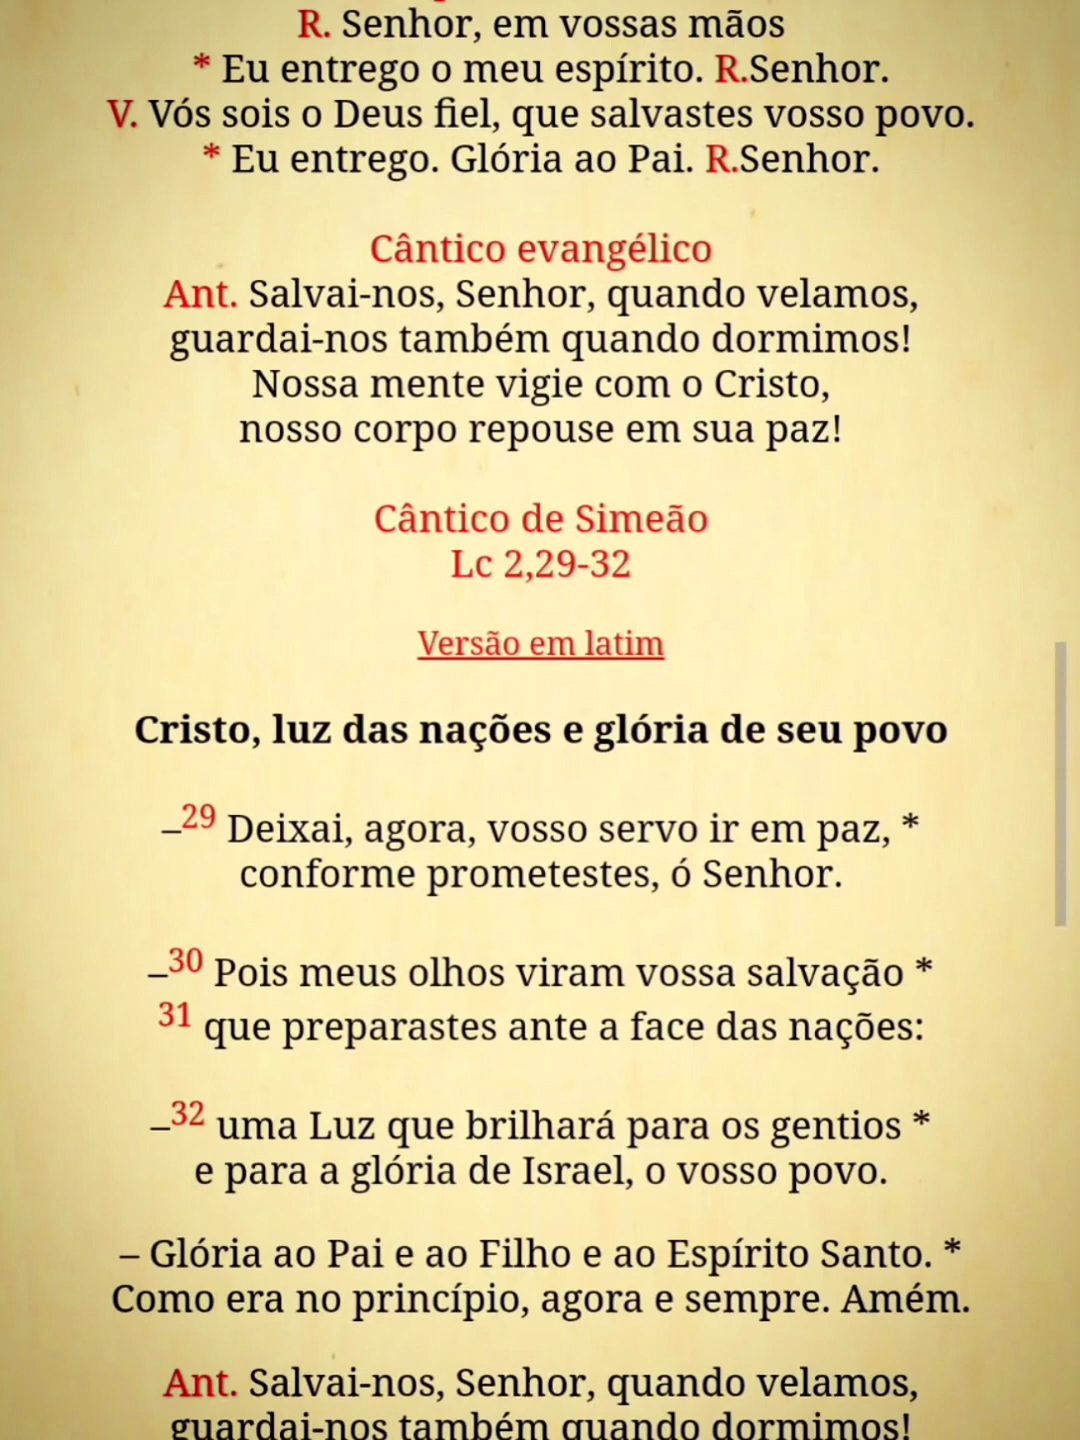 R. Senhor, em vossas mãos
* Eu entrego o meu espírito. R.Senhor.
V. Vós sois o Deus fiel, que salvastes vosso povo.
* Eu entrego. Glória ao Pai. R.Senhor.
Cântico evangélico
Ant. Salvai-nos, Senhor, quando velamos,
guardai-nos também quando dormimos!
Nossa mente vigie com o Cristo,
nosso corpo repouse em sua paz!
Cântico de Simeão
Lc 2,29-32
Versão em latim
Cristo, luz das nações e glória de seu povo
–29 Deixai, agora, vosso servo ir em paz, *
conforme prometestes, ó Senhor.
–30 Pois meus olhos viram vossa salvação *
31 que preparastes ante a face das nações:
–32 uma Luz que brilhará para os gentios *
e para a glória de Israel, o vosso povo.
– Glória ao Pai e ao Filho e ao Espírito Santo. *
Como era no princípio, agora e sempre. Amém.
Ant. Salvai-nos, Senhor, quando velamos,
guardai-nos também quando dormimos!